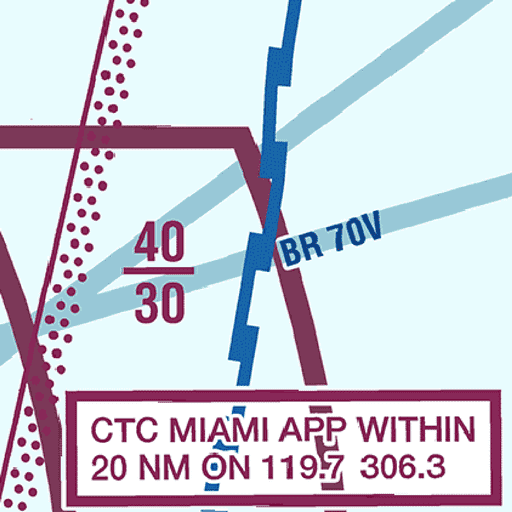 40
30
BR 70V
CTC MIAMI APP WITHIN
20 NM ON 119.7 306.3